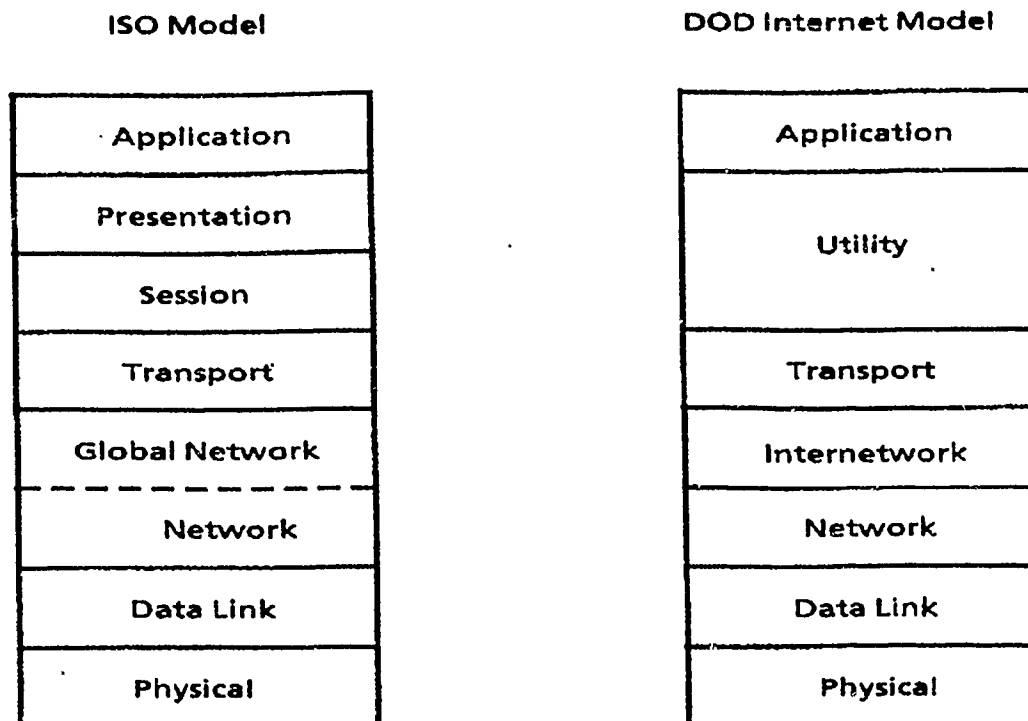 ISO Model
Application
Presentation
Session
Transport
Global Network
Network
Data Link
Physical
DOD Internet Model
Application
Utility
Transport
Internetwork
Network
Data Link
Physical